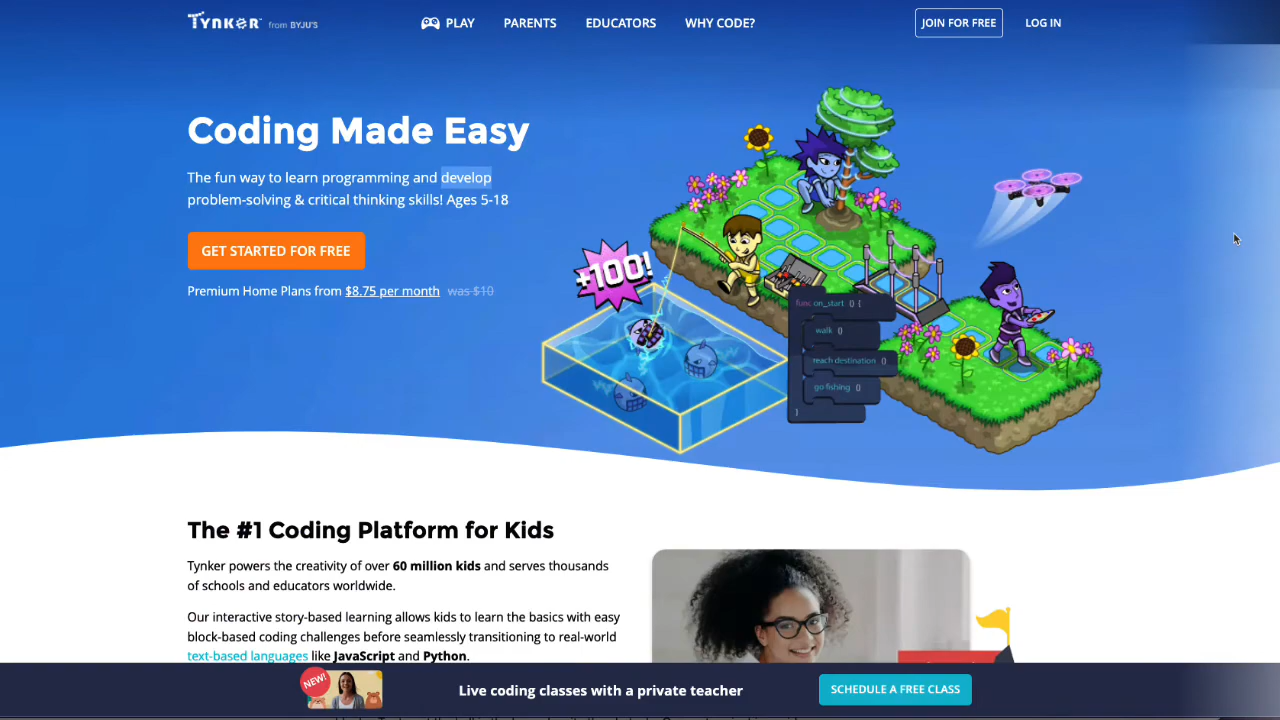 TYNKER from BYJU'S
PLAY
PARENTS
EDUCATORS
WHY CODE?
JOIN FOR FREE
LOG IN
Coding Made Easy
The fun way to learn programming and develop
problem-solving & critical thinking skills! Ages 5-18
GET STARTED FOR FREE
Premium Home Plans from $8.75 per month was $10
+100!
func on_start () {
walk ()
reach destination ()
go fishing ()
}
The #1 Coding Platform for Kids
Tynker powers the creativity of over 60 million kids and serves thousands
of schools and educators worldwide.
Our interactive story-based learning allows kids to learn the basics with easy
block-based coding challenges before seamlessly transitioning to real-world
text-based languages like JavaScript and Python.
NEW!
Live coding classes with a private teacher
SCHEDULE A FREE CLASS